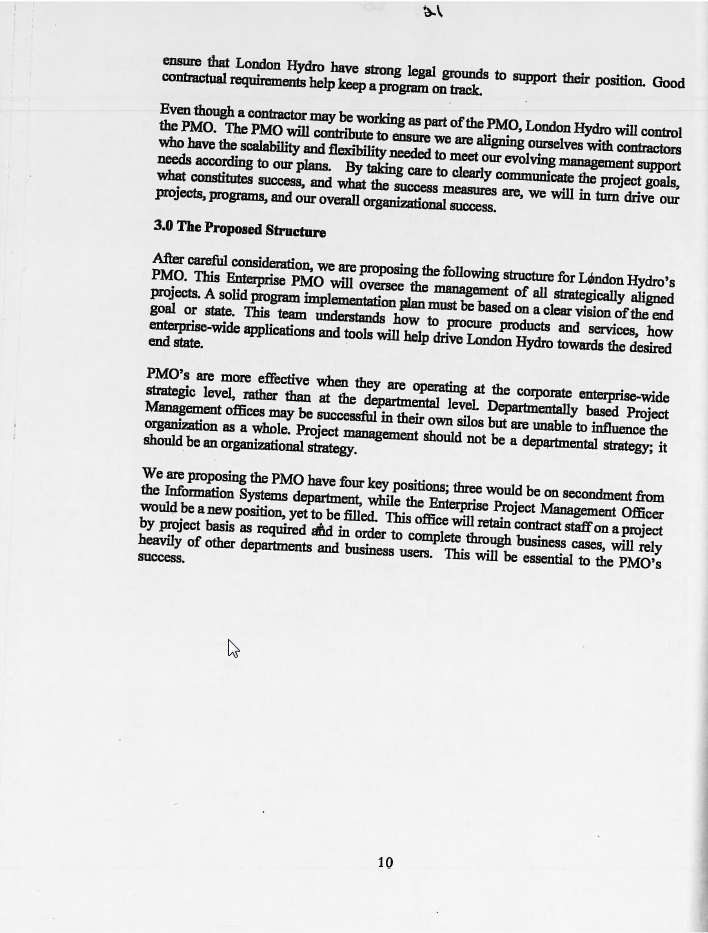 21
ensure that London Hydro have strong legal grounds to support their position. Good
contractual requirements help keep a program on track.
Even though a contractor may be working as part of the PMO, London Hydro will control
the PMO. The PMO will contribute to ensure we are aligning ourselves with contractors
who have the scalability and flexibility needed to meet our evolving management support
needs according to our plans. By taking care to clearly communicate the project goals,
what constitutes success, and what the success measures are, we will in turn drive our
projects, programs, and our overall organizational success.
3.0 The Proposed Structure
After careful consideration, we are proposing the following structure for London Hydro's
PMO. This Enterprise PMO will oversee the management of all strategically aligned
projects. A solid program implementation plan must be based on a clear vision of the end
goal or state. This team understands how to procure products and services, how
enterprise-wide applications and tools will help drive London Hydro towards the desired
end state.
PMO's are more effective when they are operating at the corporate enterprise-wide
strategic level, rather than at the departmental level. Departmentally based Project
Management offices may be successful in their own silos but are unable to influence the
organization as a whole. Project management should not be a departmental strategy; it
should be an organizational strategy.
We are proposing the PMO have four key positions; three would be on secondment from
the Information Systems department, while the Enterprise Project Management Officer
would be a new position, yet to be filled. This office will retain contract staff on a project
by project basis as required and in order to complete through business cases, will rely
heavily of other departments and business users. This will be essential to the PMO's
success.
10